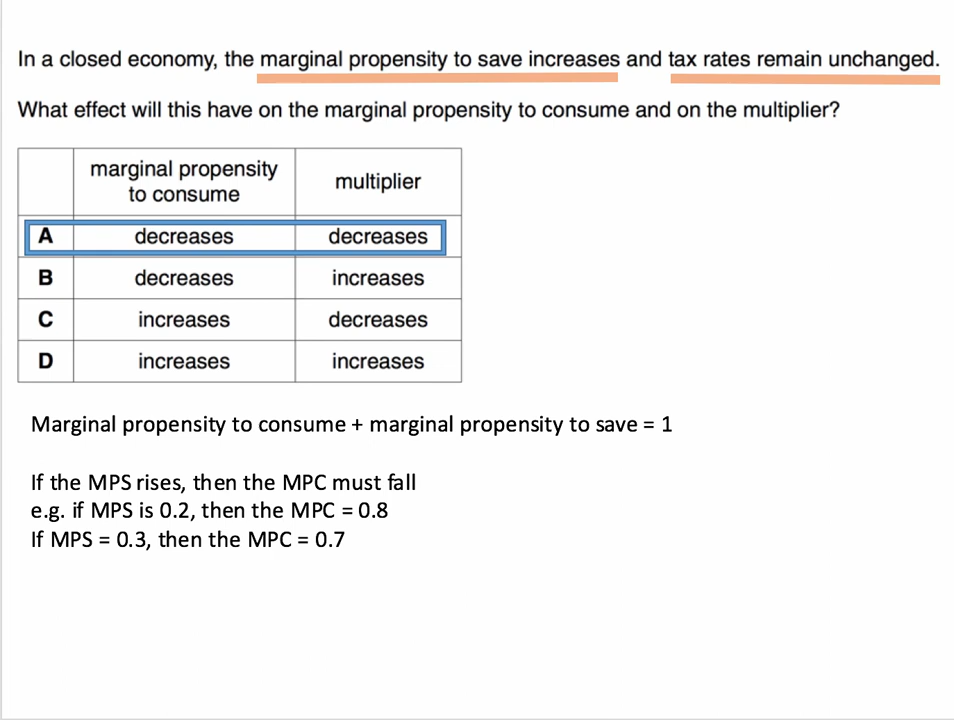 In a closed economy, the marginal propensity to save increases and tax rates remain unchanged.
What effect will this have on the marginal propensity to consume and on the multiplier?
marginal propensity to consume multiplier
A decreases decreases
B decreases increases
C increases decreases
D increases increases
Marginal propensity to consume + marginal propensity to save = 1
If the MPS rises, then the MPC must fall
e.g. if MPS is 0.2, then the MPC = 0.8
If MPS = 0.3, then the MPC = 0.7